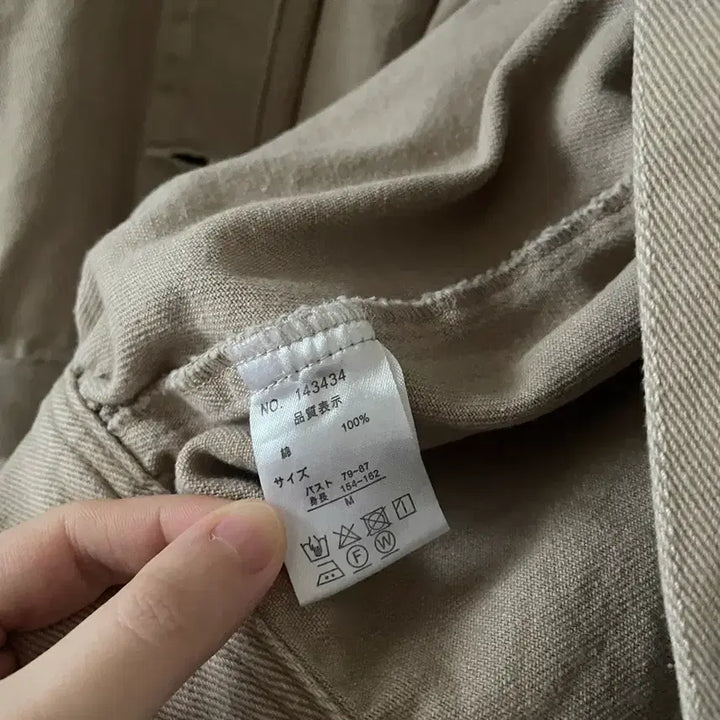 NO. 143434
品質表示
綿 100%
サイズ
バスト 79~87
身長 154~162
M
F W